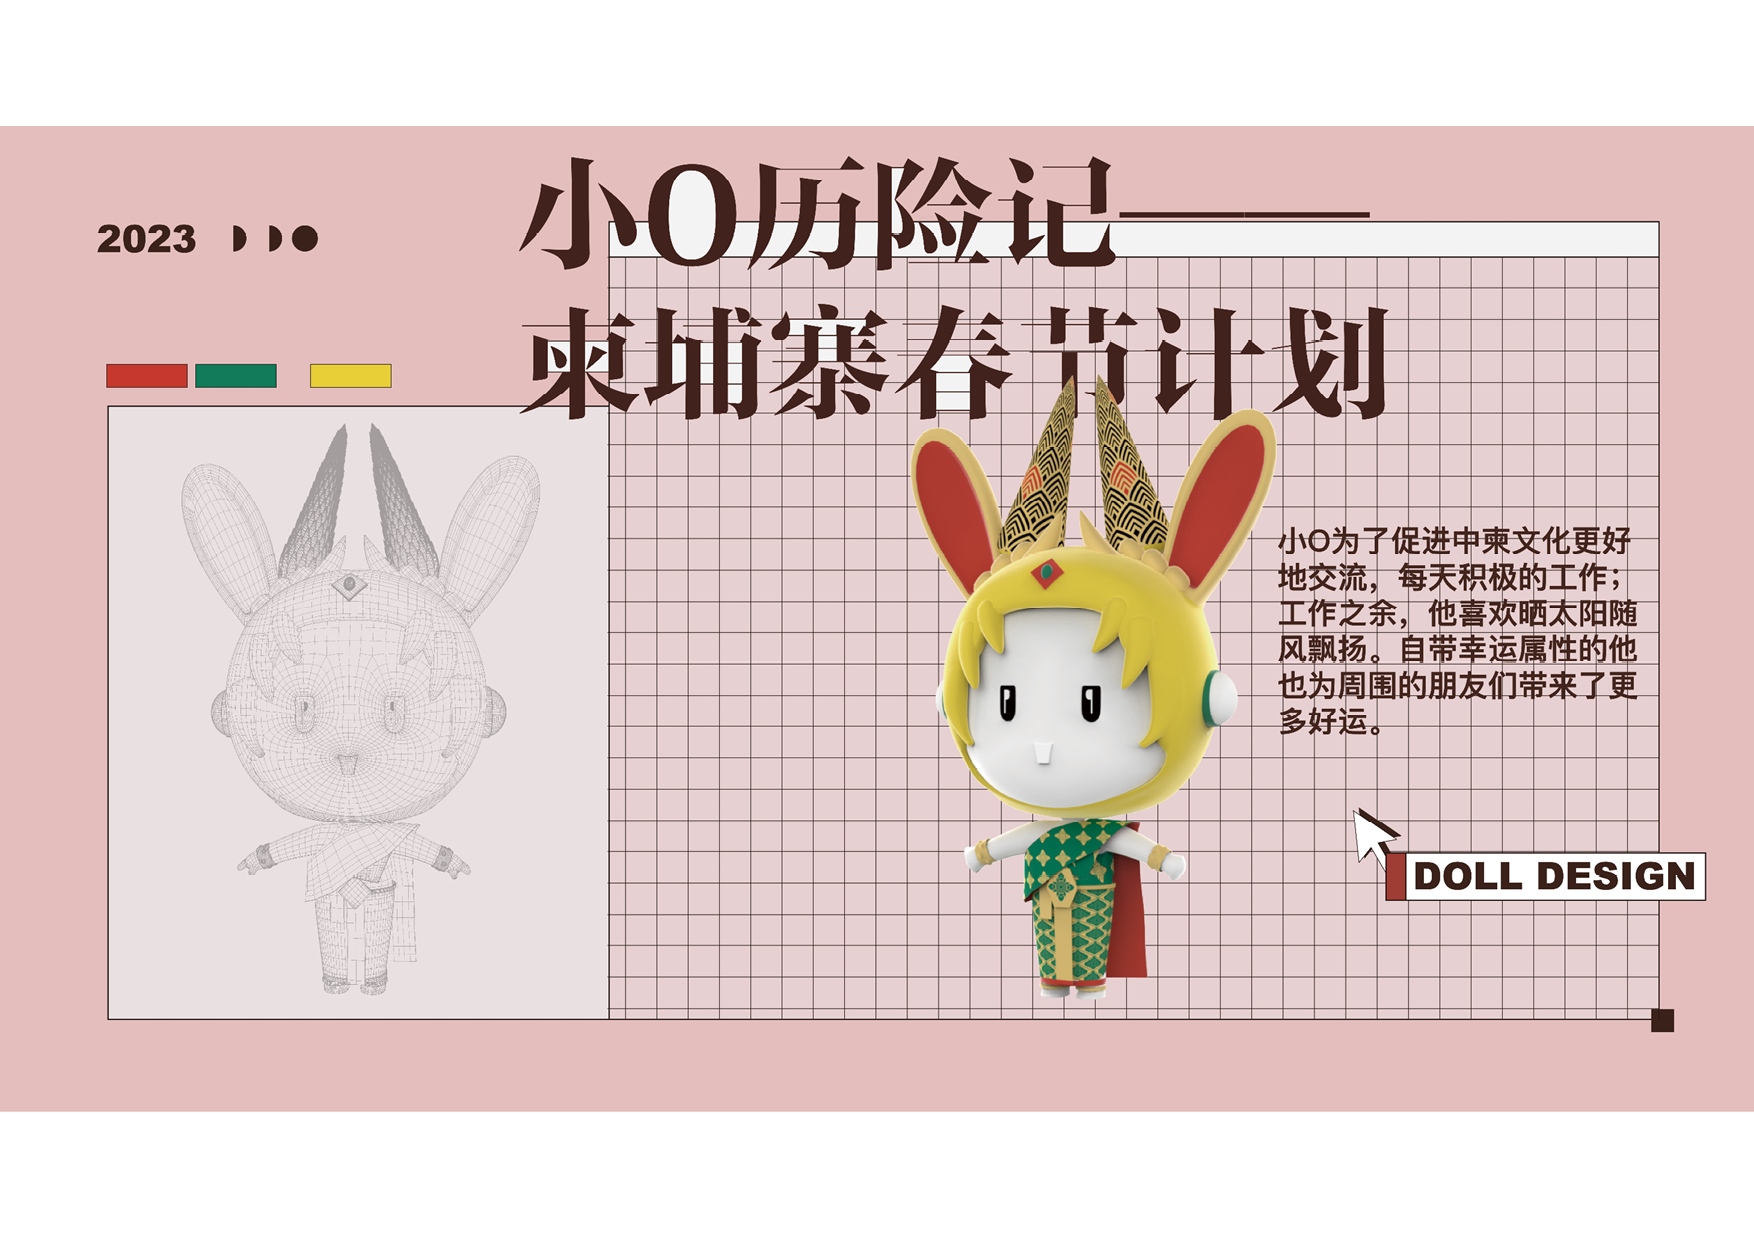 小O历险记——
柬埔寨春节计划
2023
小O为了促进中柬文化更好
地交流，每天积极的工作；
工作之余，他喜欢晒太阳随
风飘扬。自带幸运属性的他
也为周围的朋友们带来了更
多好运。
DOLL DESIGN